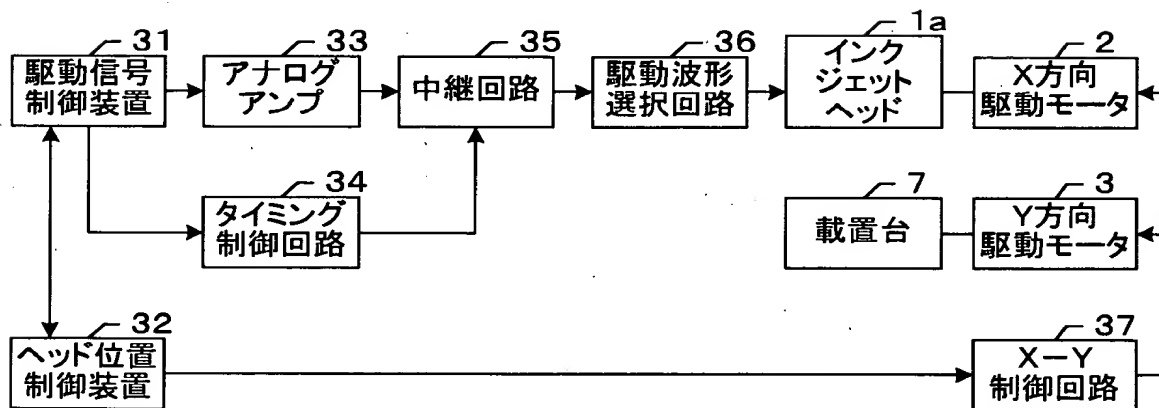 31
駆動信号
制御装置
33
アナログ
アンプ
35
中継回路
36
駆動波形
選択回路
1a
インク
ジェット
ヘッド
2
X方向
駆動モータ
34
タイミング
制御回路
7
載置台
3
Y方向
駆動モータ
32
ヘッド位置
制御装置
37
X−Y
制御回路